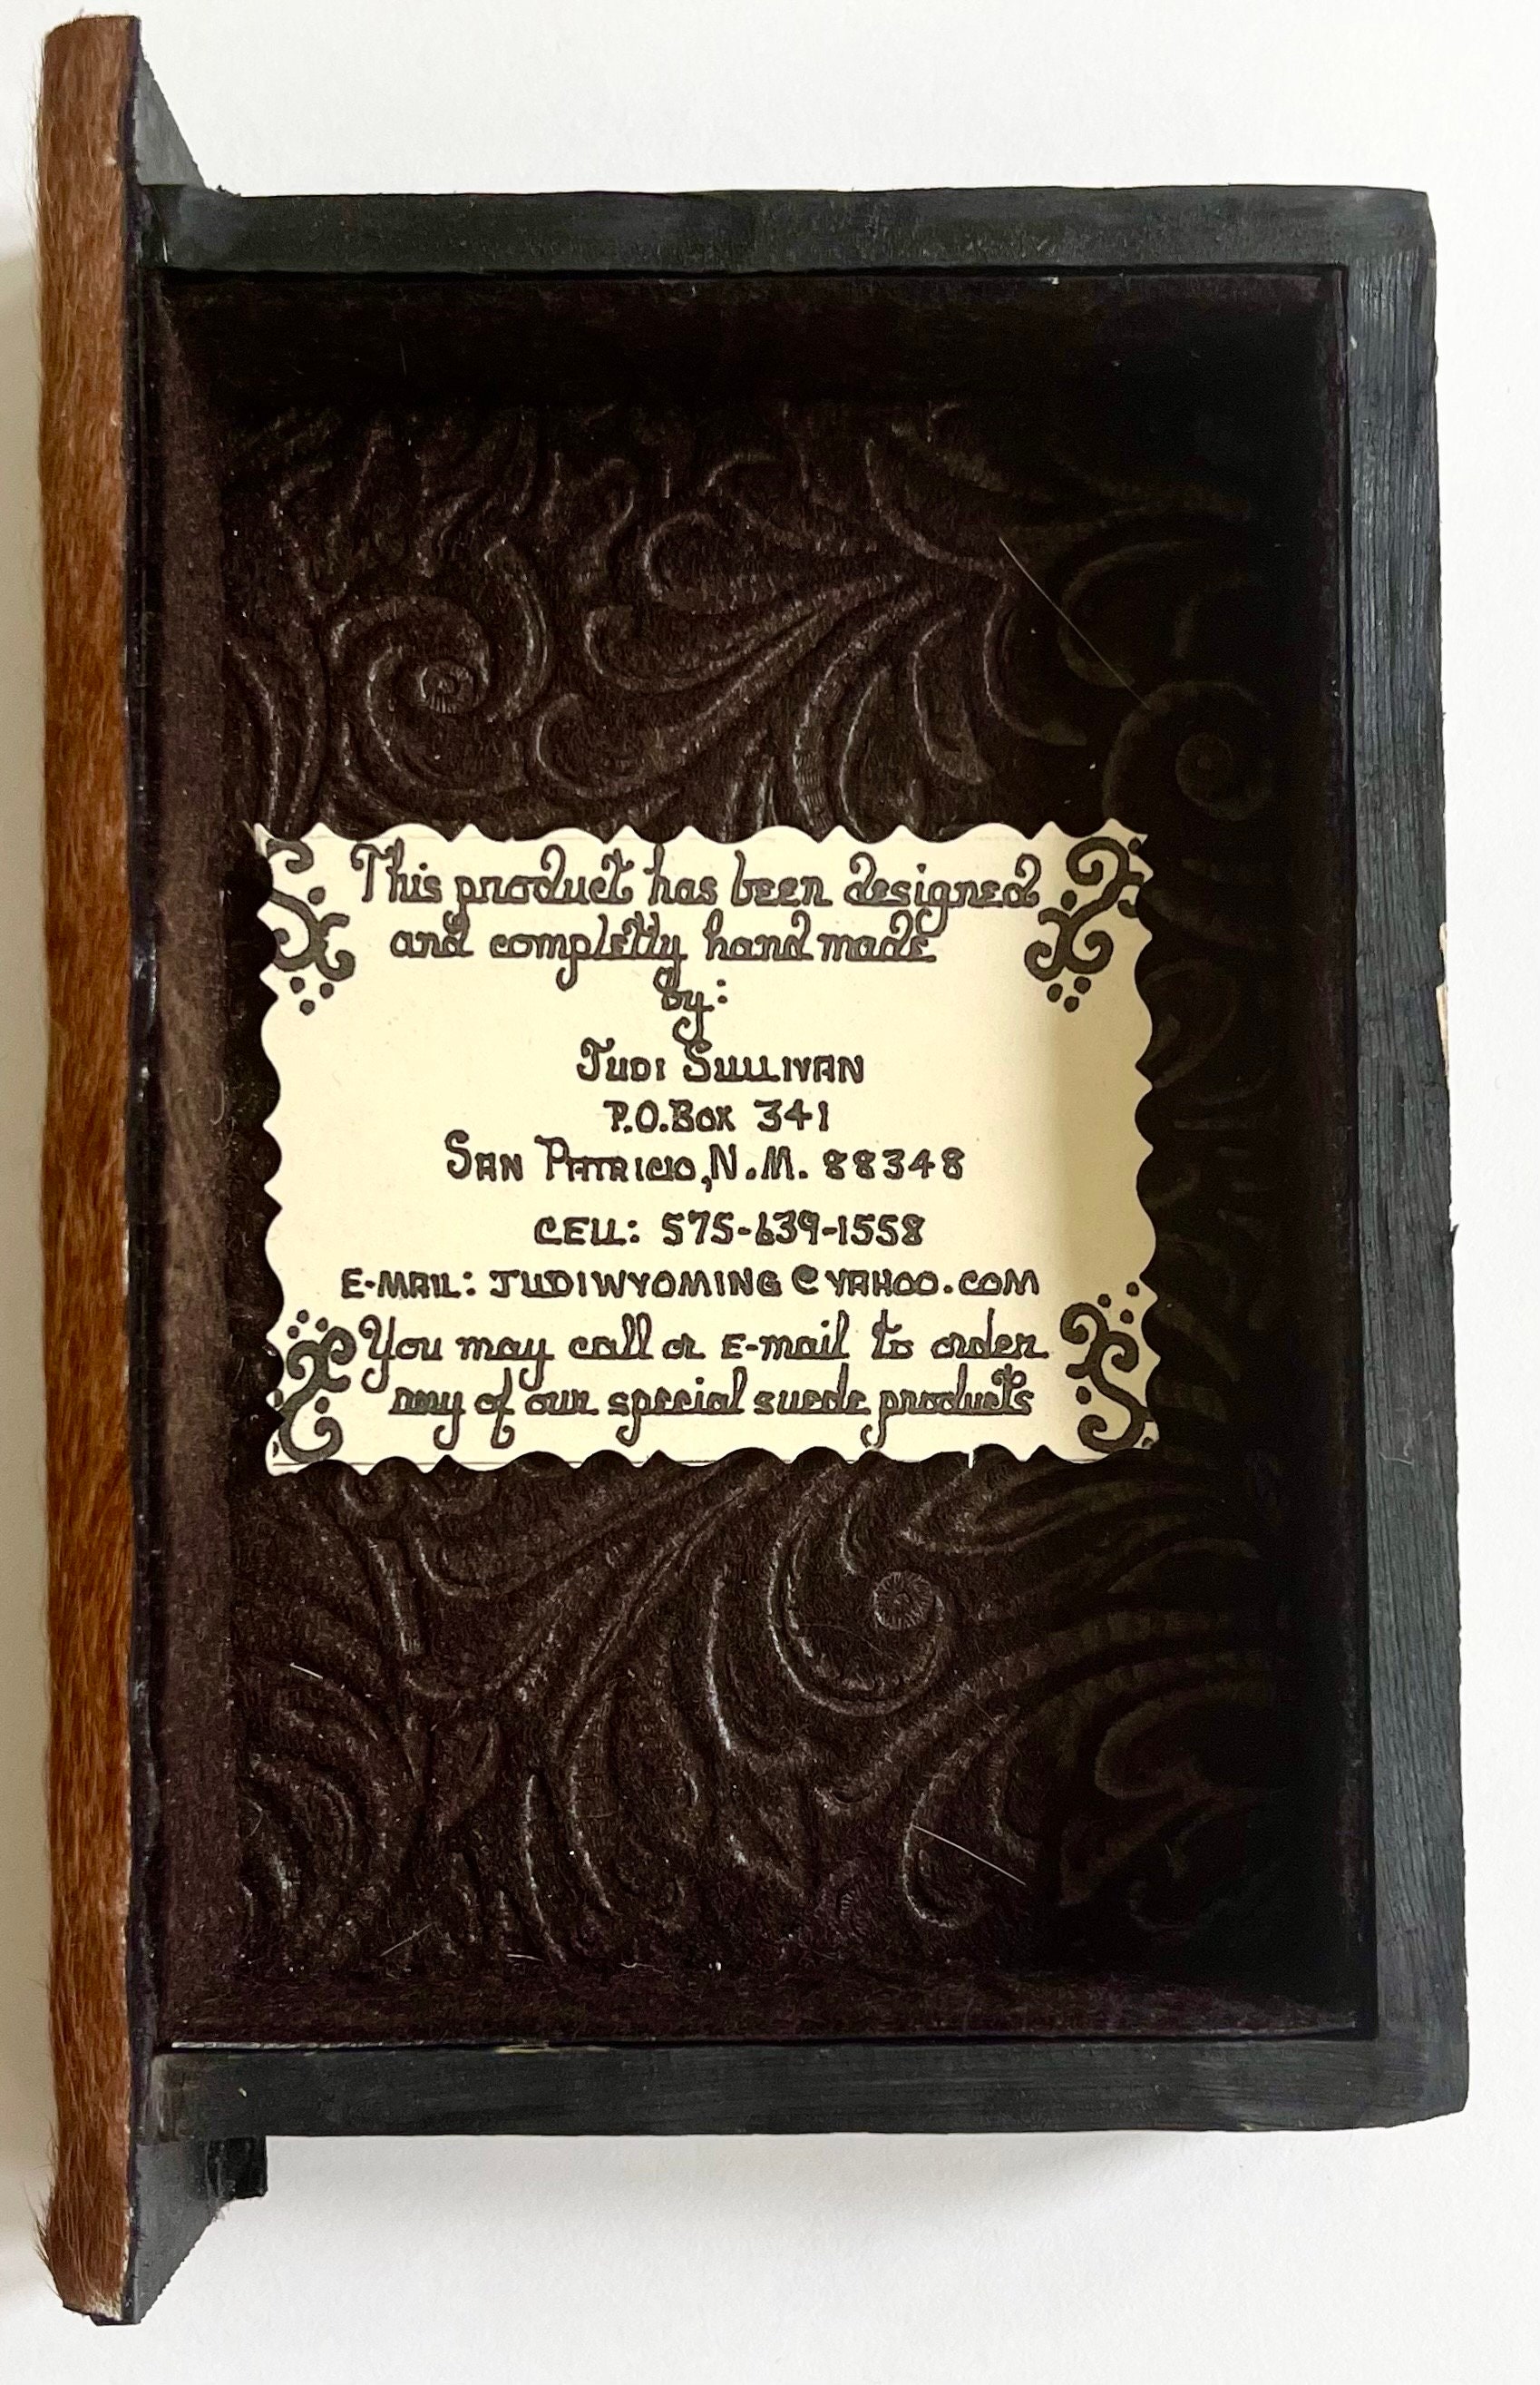 This product has been designed
and completly hand made
by:
JUDI SULLIVAN
P.O.BOX 341
SAN PATRICIO, N.M. 88348
CELL: 575-639-1558
E-MAIL: JUDIWYOMING@YAHOO.COM
You may call or E-mail to order
any of our special suede products